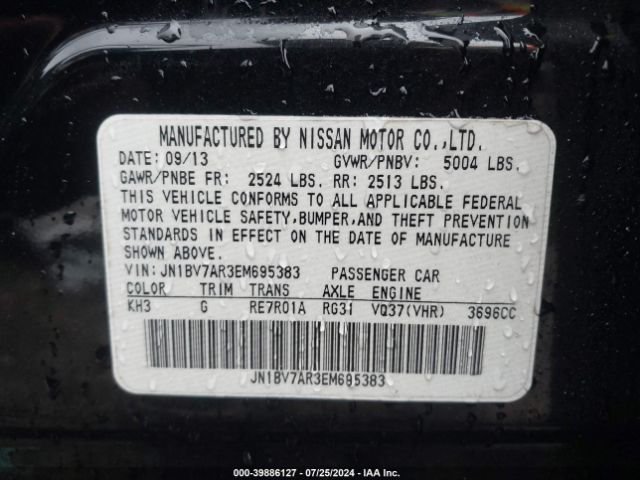 MANUFACTURED BY NISSAN MOTOR CO.,LTD.
DATE: 09/13 GVWR/PNBV: 5004 LBS.
GAWR/PNBE FR: 2524 LBS. RR: 2513 LBS.
THIS VEHICLE CONFORMS TO ALL APPLICABLE FEDERAL
MOTOR VEHICLE SAFETY,BUMPER,AND THEFT PREVENTION
STANDARDS IN EFFECT ON THE DATE OF MANUFACTURE
SHOWN ABOVE.
VIN: JN1BV7AR3EM695383 PASSENGER CAR
COLOR TRIM TRANS AXLE ENGINE
KH3 G RE7R01A RG31 VQ37(VHR) 3696CC
JN1BV7AR3EM695383
000-39886127 - 07/25/2024 - IAA Inc.